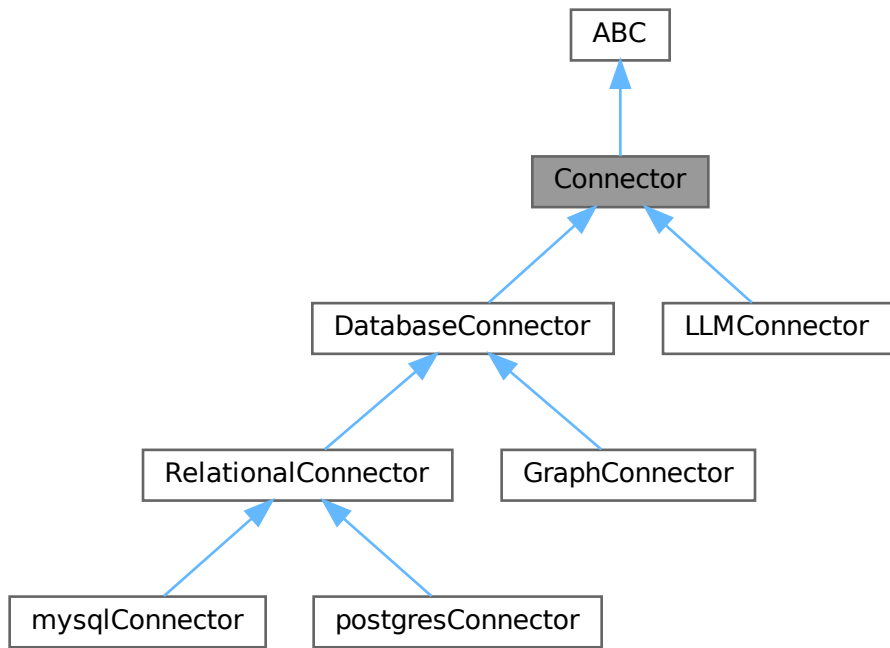 ABC
Connector
DatabaseConnector
LLMConnector
RelationalConnector
GraphConnector
mysqlConnector
postgresConnector